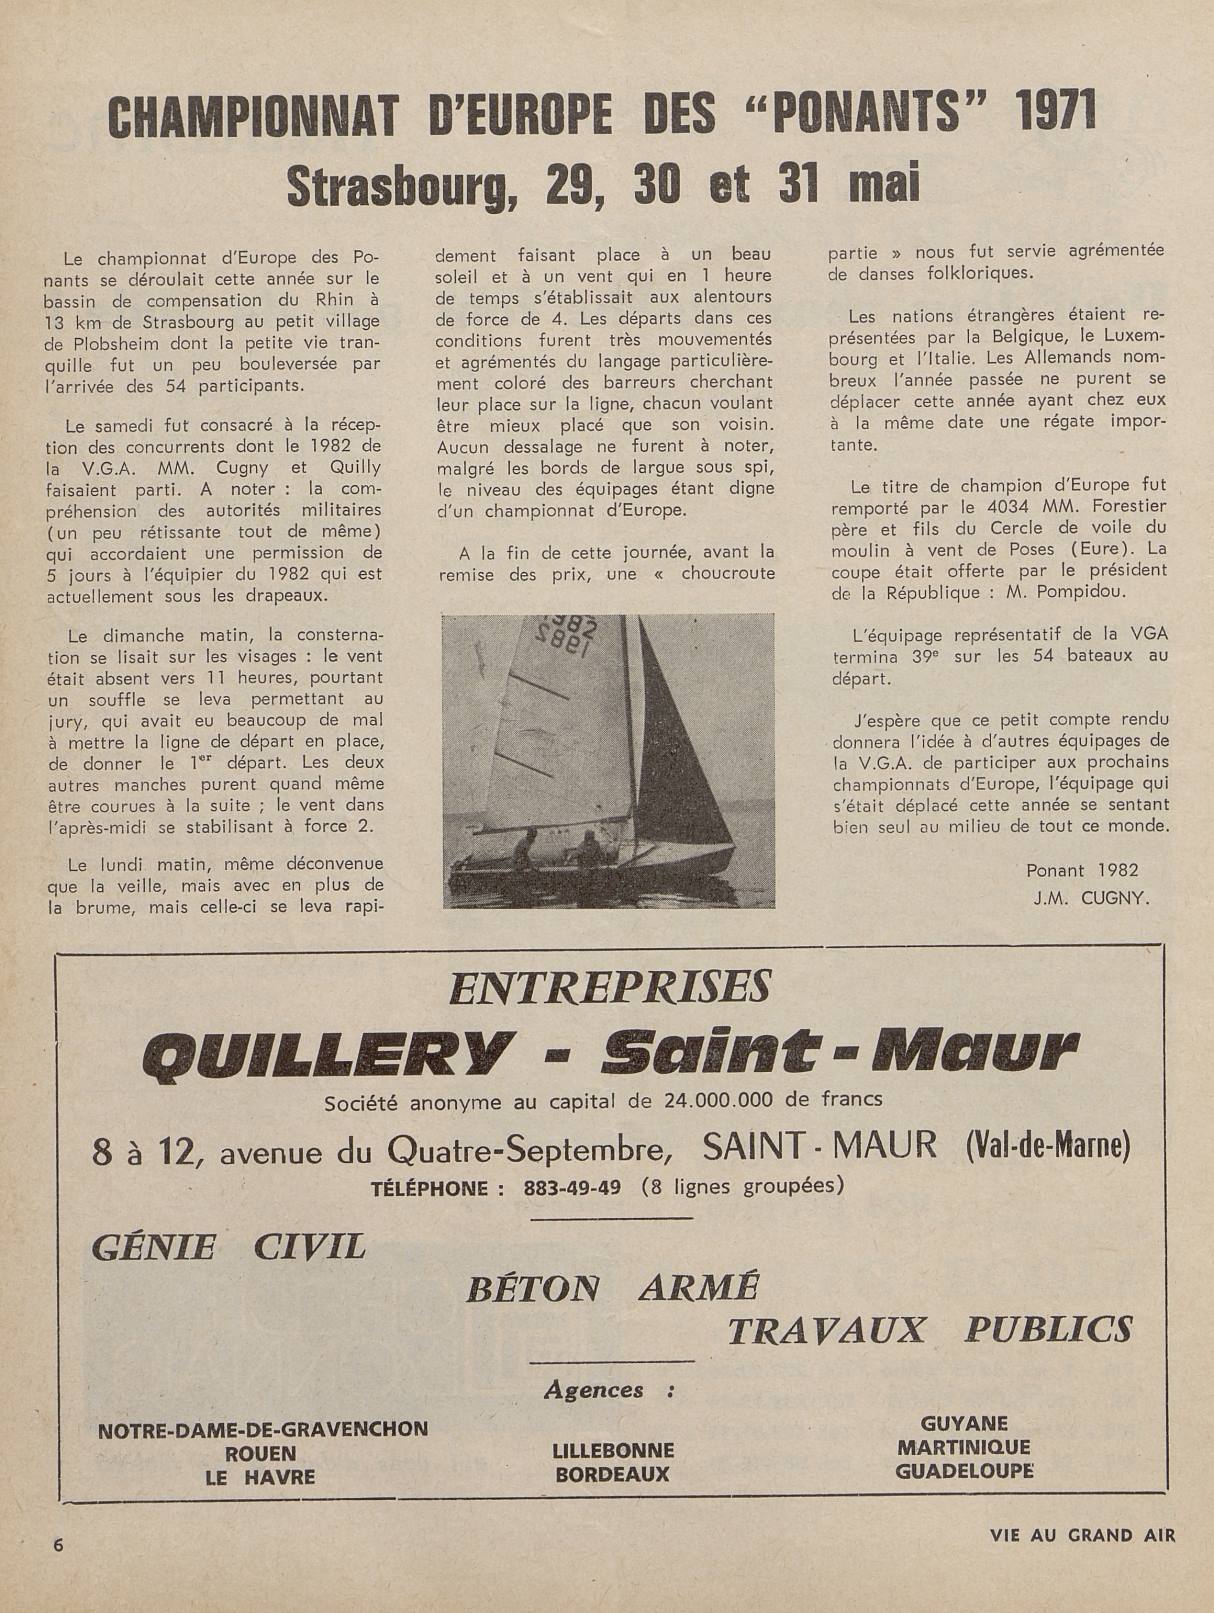 CHAMPIONNAT D'EUROPE DES “PONANTS” 1971
Strasbourg, 29, 30 et 31 mai
Le championnat d'Europe des Po-
nants se déroulait cette année sur le
bassin de compensation du Rhin à
13 km de Strasbourg au petit village
de Plobsheim dont la petite vie tran-
quille fut un peu bouleversée par
l'arrivée des 54 participants.
Le samedi fut consacré à la récep-
tion des concurrents dont le 1982 de
la V.G.A. MM. Cugny et Quilly
faisaient parti. A noter : la com-
préhension des autorités militaires
(un peu rétissante tout de même)
qui accordaient une permission de
5 jours à l'équipier du 1982 qui est
actuellement sous les drapeaux.
Le dimanche matin, la consterna-
tion se lisait sur les visages : le vent
était absent vers 11 heures, pourtant
un souffle se leva permettant au
jury, qui avait eu beaucoup de mal
à mettre la ligne de départ en place,
de donner le 1er départ. Les deux
autres manches purent quand même
être courues à la suite ; le vent dans
l'après-midi se stabilisant à force 2.
Le lundi matin, même déconvenue
que la veille, mais avec en plus de
la brume, mais celle-ci se leva rapi-
dement faisant place à un beau
soleil et à un vent qui en 1 heure
de temps s'établissait aux alentours
de force de 4. Les départs dans ces
conditions furent très mouvementés
et agrémentés du langage particulière-
ment coloré des barreurs cherchant
leur place sur la ligne, chacun voulant
être mieux placé que son voisin.
Aucun dessalage ne furent à noter,
malgré les bords de largue sous spi,
le niveau des équipages étant digne
d'un championnat d'Europe.
A la fin de cette journée, avant la
remise des prix, une « choucroute
1982
1982
partie » nous fut servie agrémentée
de danses folkloriques.
Les nations étrangères étaient re-
présentées par la Belgique, le Luxem-
bourg et l'Italie. Les Allemands nom-
breux l'année passée ne purent se
déplacer cette année ayant chez eux
à la même date une régate impor-
tante.
Le titre de champion d'Europe fut
remporté par le 4034 MM. Forestier
père et fils du Cercle de voile du
moulin à vent de Poses (Eure). La
coupe était offerte par le président
de la République : M. Pompidou.
L'équipage représentatif de la VGA
termina 39e sur les 54 bateaux au
départ.
J'espère que ce petit compte rendu
donnera l'idée à d'autres équipages de
la V.G.A. de participer aux prochains
championnats d'Europe, l'équipage qui
s'était déplacé cette année se sentant
bien seul au milieu de tout ce monde.
Ponant 1982
J.M. CUGNY.
ENTREPRISES
QUILLERY - Saint-Maur
Société anonyme au capital de 24.000.000 de francs
8 à 12, avenue du Quatre-Septembre, SAINT-MAUR (Val-de-Marne)
TÉLÉPHONE : 883-49-49 (8 lignes groupées)
GÉNIE CIVIL
BÉTON ARMÉ
TRAVAUX PUBLICS
Agences :
NOTRE-DAME-DE-GRAVENCHON
ROUEN
LE HAVRE
LILLEBONNE
BORDEAUX
GUYANE
MARTINIQUE
GUADELOUPE
6
VIE AU GRAND AIR